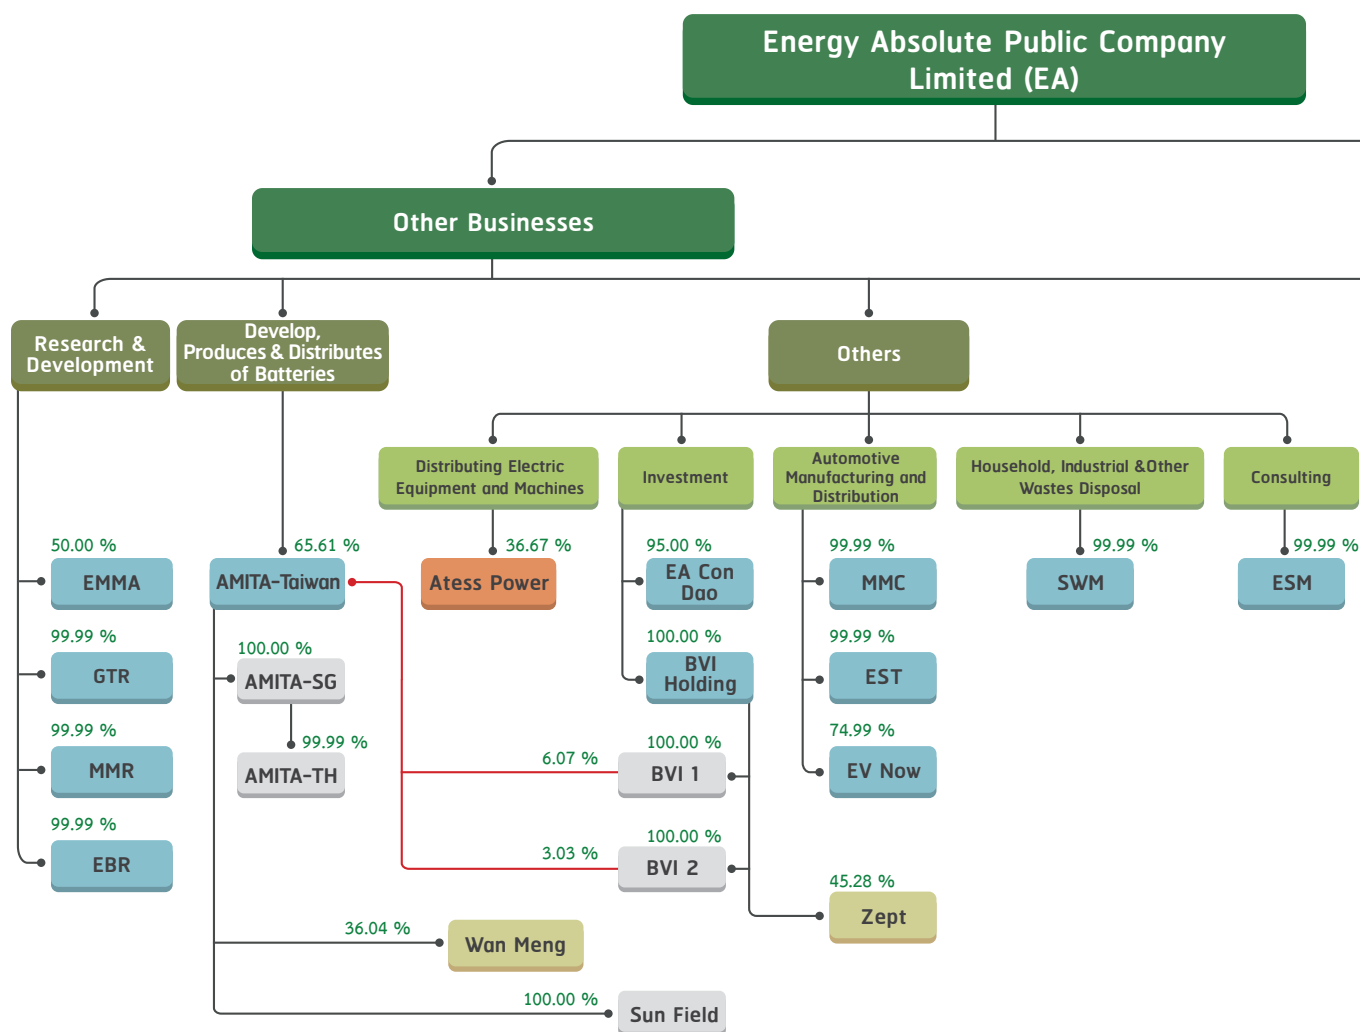 Energy Absolute Public Company
Limited (EA)
Other Businesses
Research &
Development
Develop,
Produces & Distributes
of Batteries
Others
Distributing Electric
Equipment and Machines
Investment
Automotive
Manufacturing and
Distribution
Household, Industrial &Other
Wastes Disposal
Consulting
50.00 %
EMMA
65.61 %
AMITA-Taiwan
36.67 %
Atess Power
95.00 %
EA Con
Dao
99.99 %
MMC
99.99 %
SWM
99.99 %
ESM
99.99 %
GTR
100.00 %
AMITA-SG
100.00 %
BVI
Holding
99.99 %
EST
99.99 %
MMR
99.99 %
AMITA-TH
6.07 %
100.00 %
BVI 1
74.99 %
EV Now
99.99 %
EBR
3.03 %
100.00 %
BVI 2
45.28 %
Zept
36.04 %
Wan Meng
100.00 %
Sun Field